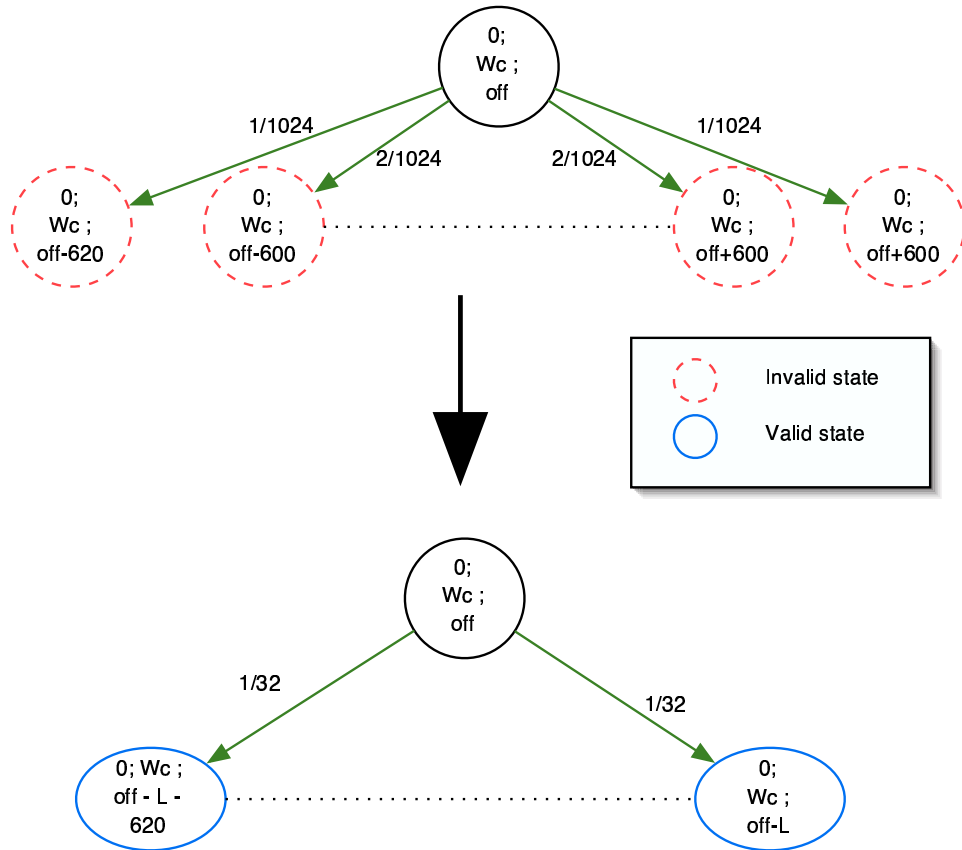 0;
Wc ;
off
1/1024
1/1024
2/1024
2/1024
0;
Wc ;
off-620
0;
Wc ;
off-600
0;
Wc ;
off+600
0;
Wc ;
off+600
Invalid state
Valid state
0;
Wc ;
off
1/32
1/32
0; Wc ;
off - L -
620
0;
Wc ;
off-L